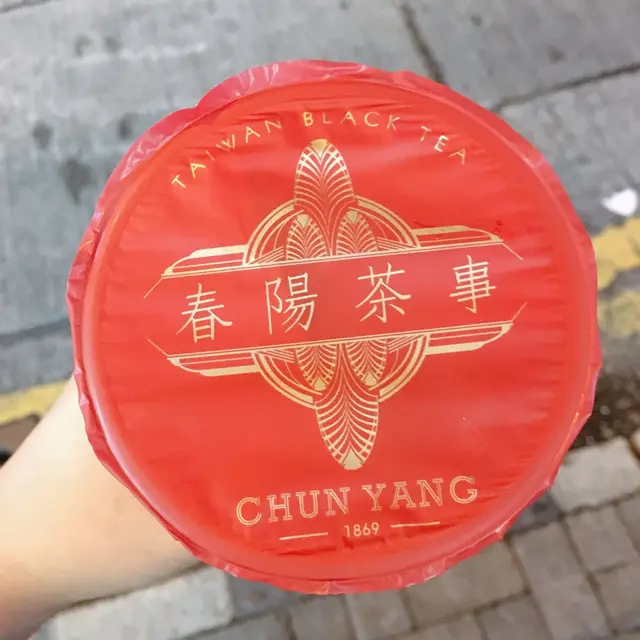 TAIWAN BLACK TEA
春陽茶事
CHUN YANG
1869